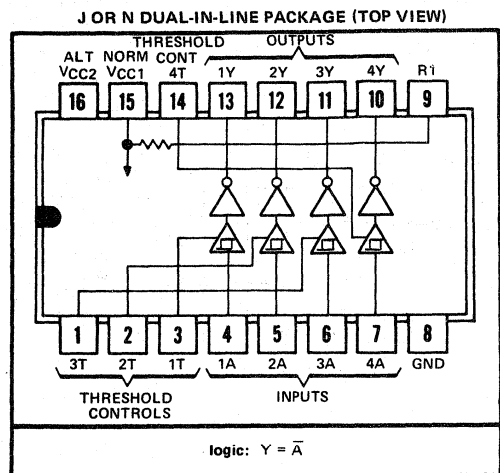 J OR N DUAL-IN-LINE PACKAGE (TOP VIEW)
THRESHOLD OUTPUTS
ALT NORM CONT
VCC2 VCC1 4T 1Y 2Y 3Y 4Y R1
16 15 14 13 12 11 10 9
1 2 3 4 5 6 7 8
3T 2T 1T 1A 2A 3A 4A GND
THRESHOLD INPUTS
CONTROLS
logic: Y = A̅